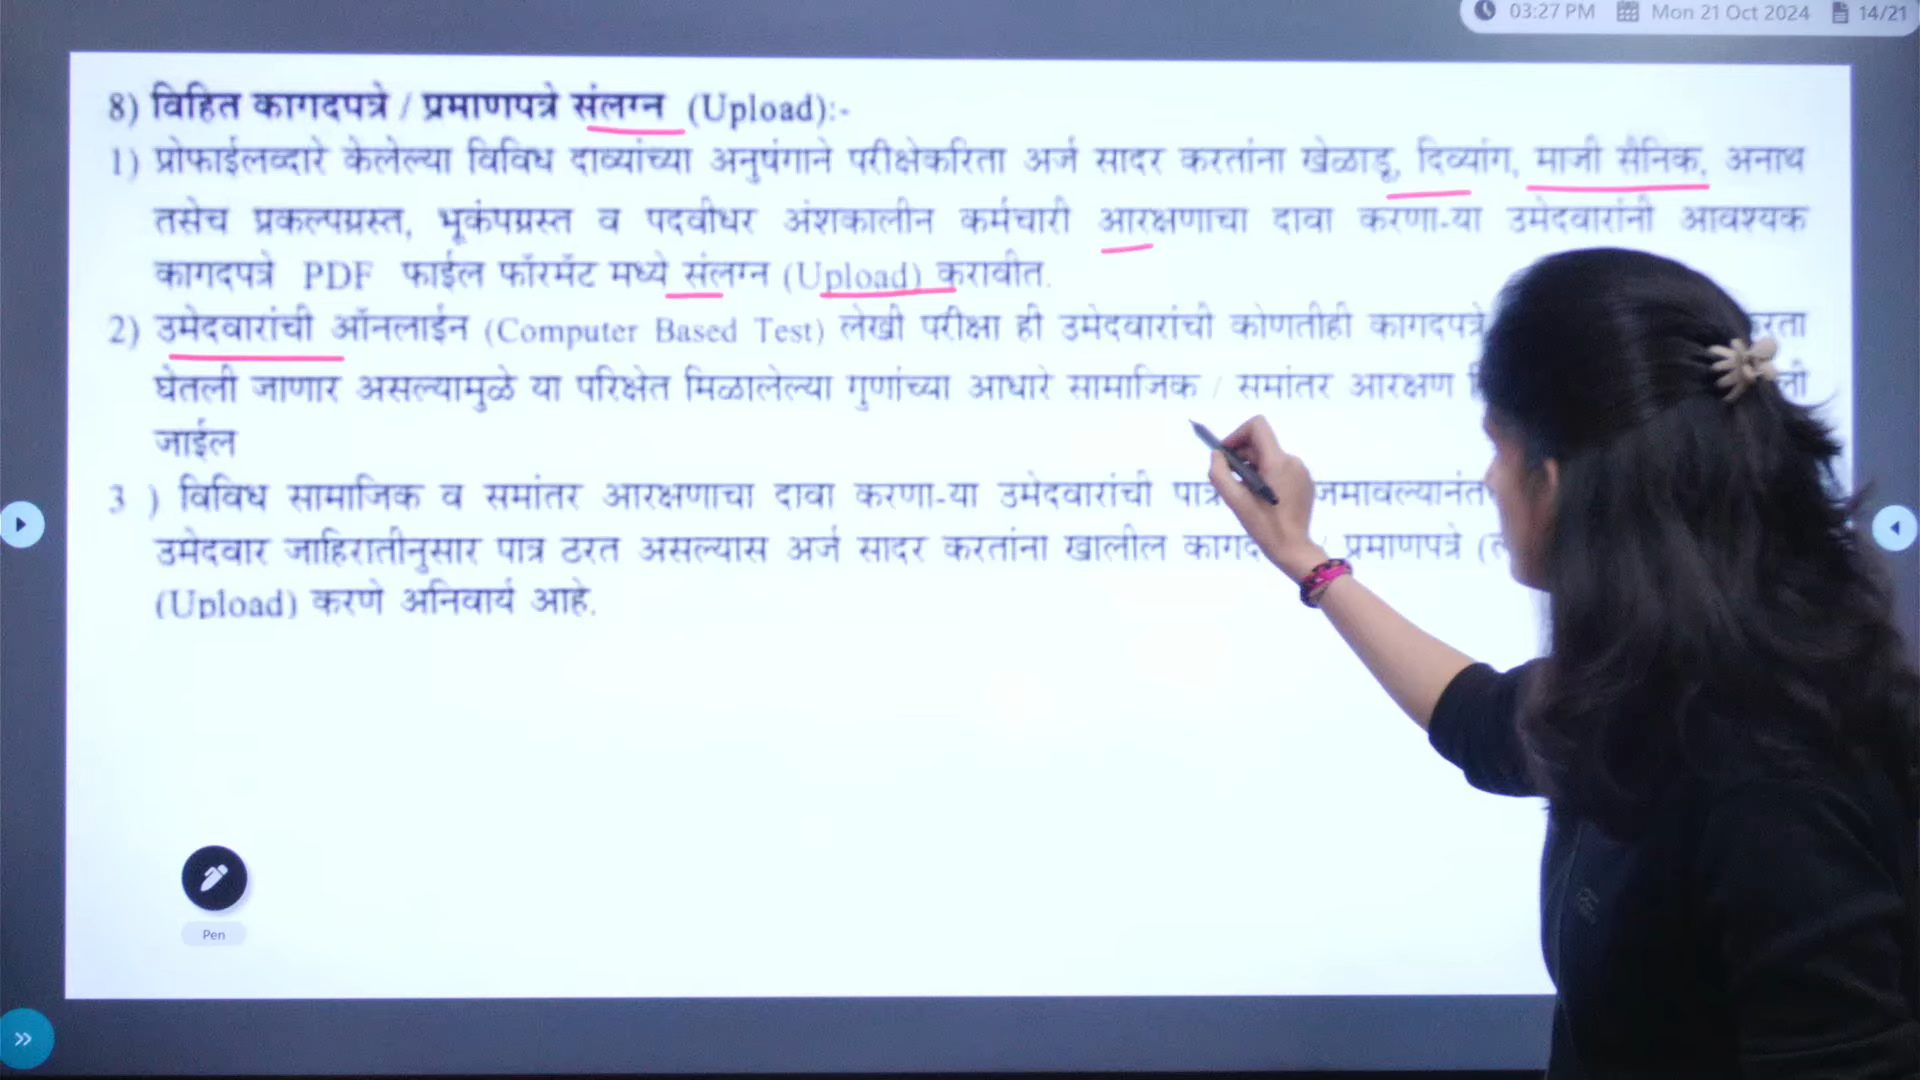 03:27 PM Mon 21 Oct 2024 14/21
8) विहित कागदपत्रे / प्रमाणपत्रे संलग्न (Upload):-
1) प्रोफाईलव्दारे केलेल्या विविध दाव्यांच्या अनुषंगाने परीक्षेकरिता अर्ज सादर करतांना खेळाडू, दिव्यांग, माजी सैनिक, अनाथ
तसेच प्रकल्पग्रस्त, भूकंपग्रस्त व पदवीधर अंशकालीन कर्मचारी आरक्षणाचा दावा करणा-या उमेदवारांनी आवश्यक
कागदपत्रे PDF फाईल फॉरमॅट मध्ये संलग्न (Upload) करावीत.
2) उमेदवारांची ऑनलाईन (Computer Based Test) लेखी परीक्षा ही उमेदवारांची कोणतीही कागदपत्रे
घेतली जाणार असल्यामुळे या परिक्षेत मिळालेल्या गुणांच्या आधारे सामाजिक / समांतर आरक्षण
जाईल
3 ) विविध सामाजिक व समांतर आरक्षणाचा दावा करणा-या उमेदवारांची
उमेदवार जाहिरातीनुसार पात्र ठरत असल्यास अर्ज सादर करतांना खालील प्रमाणपत्रे
(Upload) करणे अनिवार्य आहे.
Pen